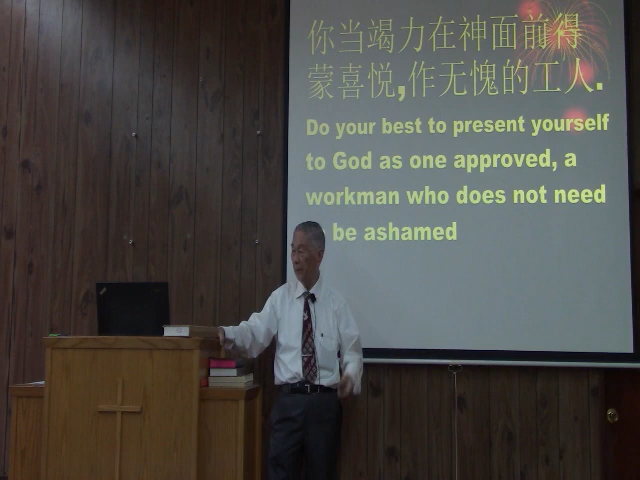 你当竭力在神面前得
蒙喜悦,作无愧的工人.
Do your best to present yourself
to God as one approved, a
workman who does not need
be ashamed